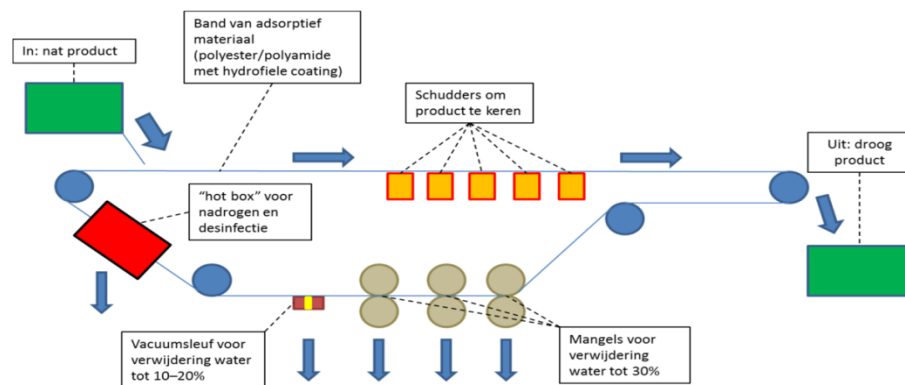 In: nat product
Band van adsorptief
materiaal
(polyester/polyamide
met hydrofiele coating)
Schudders om
product te keren
Uit: droog
product
"hot box" voor
nadrogen en
desinfectie
Vacuumsleuf voor
verwijdering water
tot 10–20%
Mangels voor
verwijdering
water tot 30%